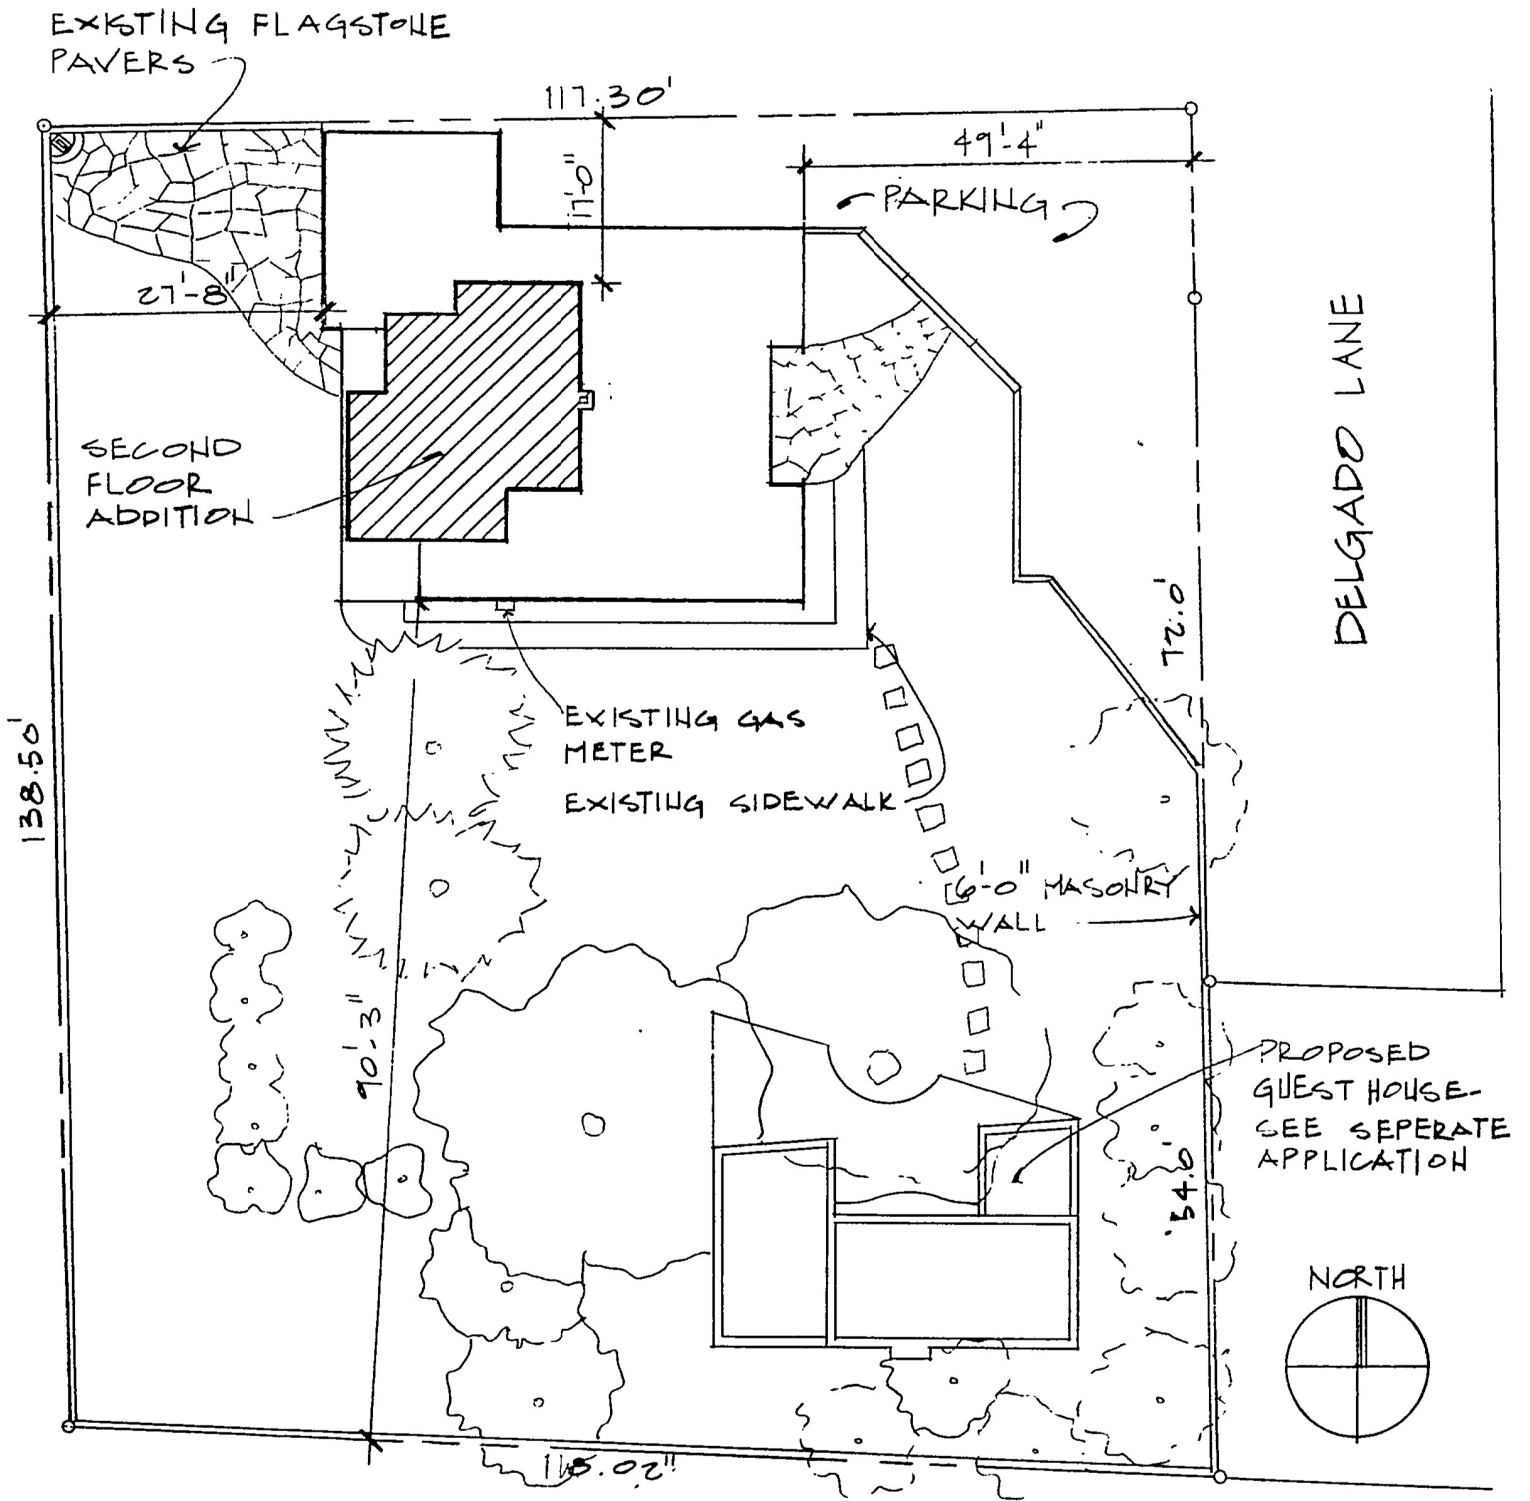 EXISTING FLAGSTONE
PAVERS
117.30'
49'-4"
17'-0"
PARKING
27'-8"
SECOND
FLOOR
ADDITION
DELGADO LANE
72.0'
138.50'
EXISTING GAS
METER
EXISTING SIDEWALK
6'-0" MASONRY
WALL
90'-3"
PROPOSED
GUEST HOUSE-
SEE SEPERATE
APPLICATION
54.0'
NORTH